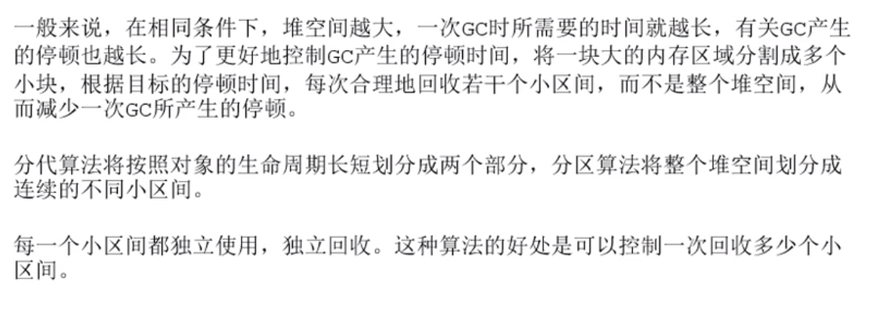 一般来说，在相同条件下，堆空间越大，一次GC时所需要的时间就越长，有关GC产生
的停顿也越长。为了更好地控制GC产生的停顿时间，将一块大的内存区域分割成多个
小块，根据目标的停顿时间，每次合理地回收若干个小区间，而不是整个堆空间，从
而减少一次GC所产生的停顿。
分代算法将按照对象的生命周期长短划分成两个部分，分区算法将整个堆空间划分成
连续的不同小区间。
每一个小区间都独立使用，独立回收。这种算法的好处是可以控制一次回收多少个小
区间。